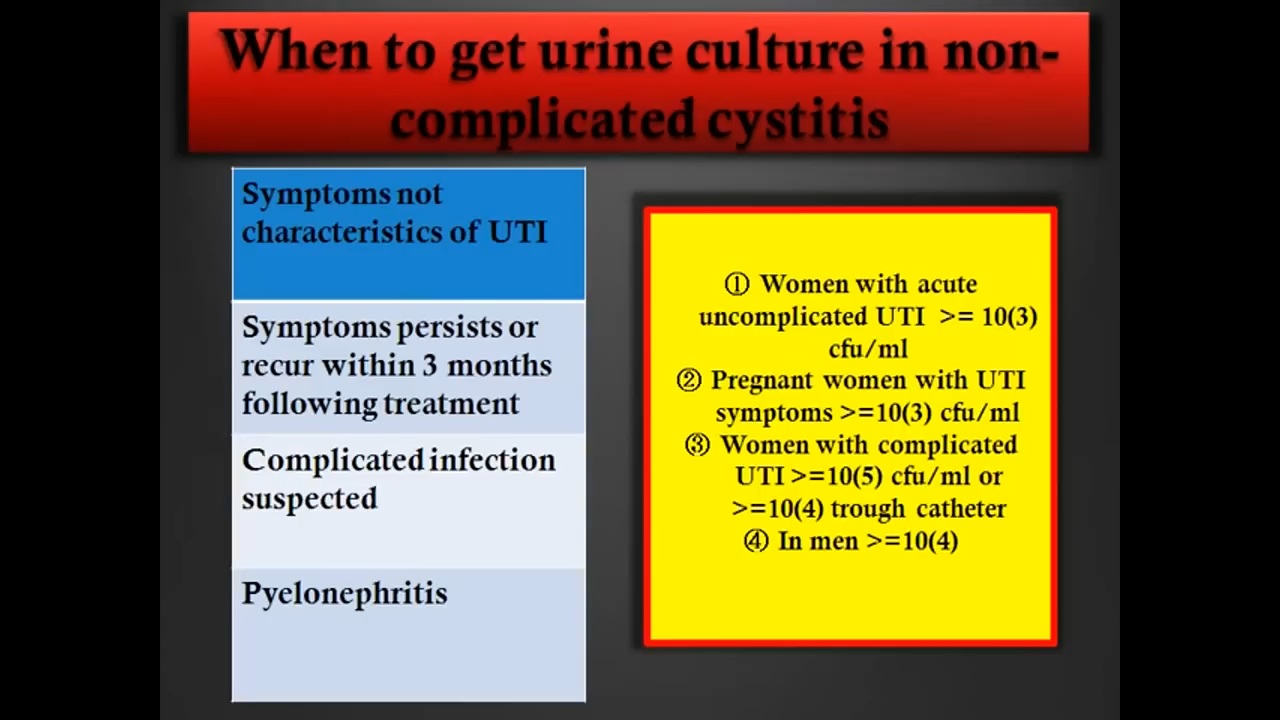 When to get urine culture in non-
complicated cystitis
Symptoms not
characteristics of UTI
Symptoms persists or
recur within 3 months
following treatment
Complicated infection
suspected
Pyelonephritis
① Women with acute
uncomplicated UTI >= 10(3)
cfu/ml
② Pregnant women with UTI
symptoms >=10(3) cfu/ml
③ Women with complicated
UTI >=10(5) cfu/ml or
>=10(4) trough catheter
④ In men >=10(4)